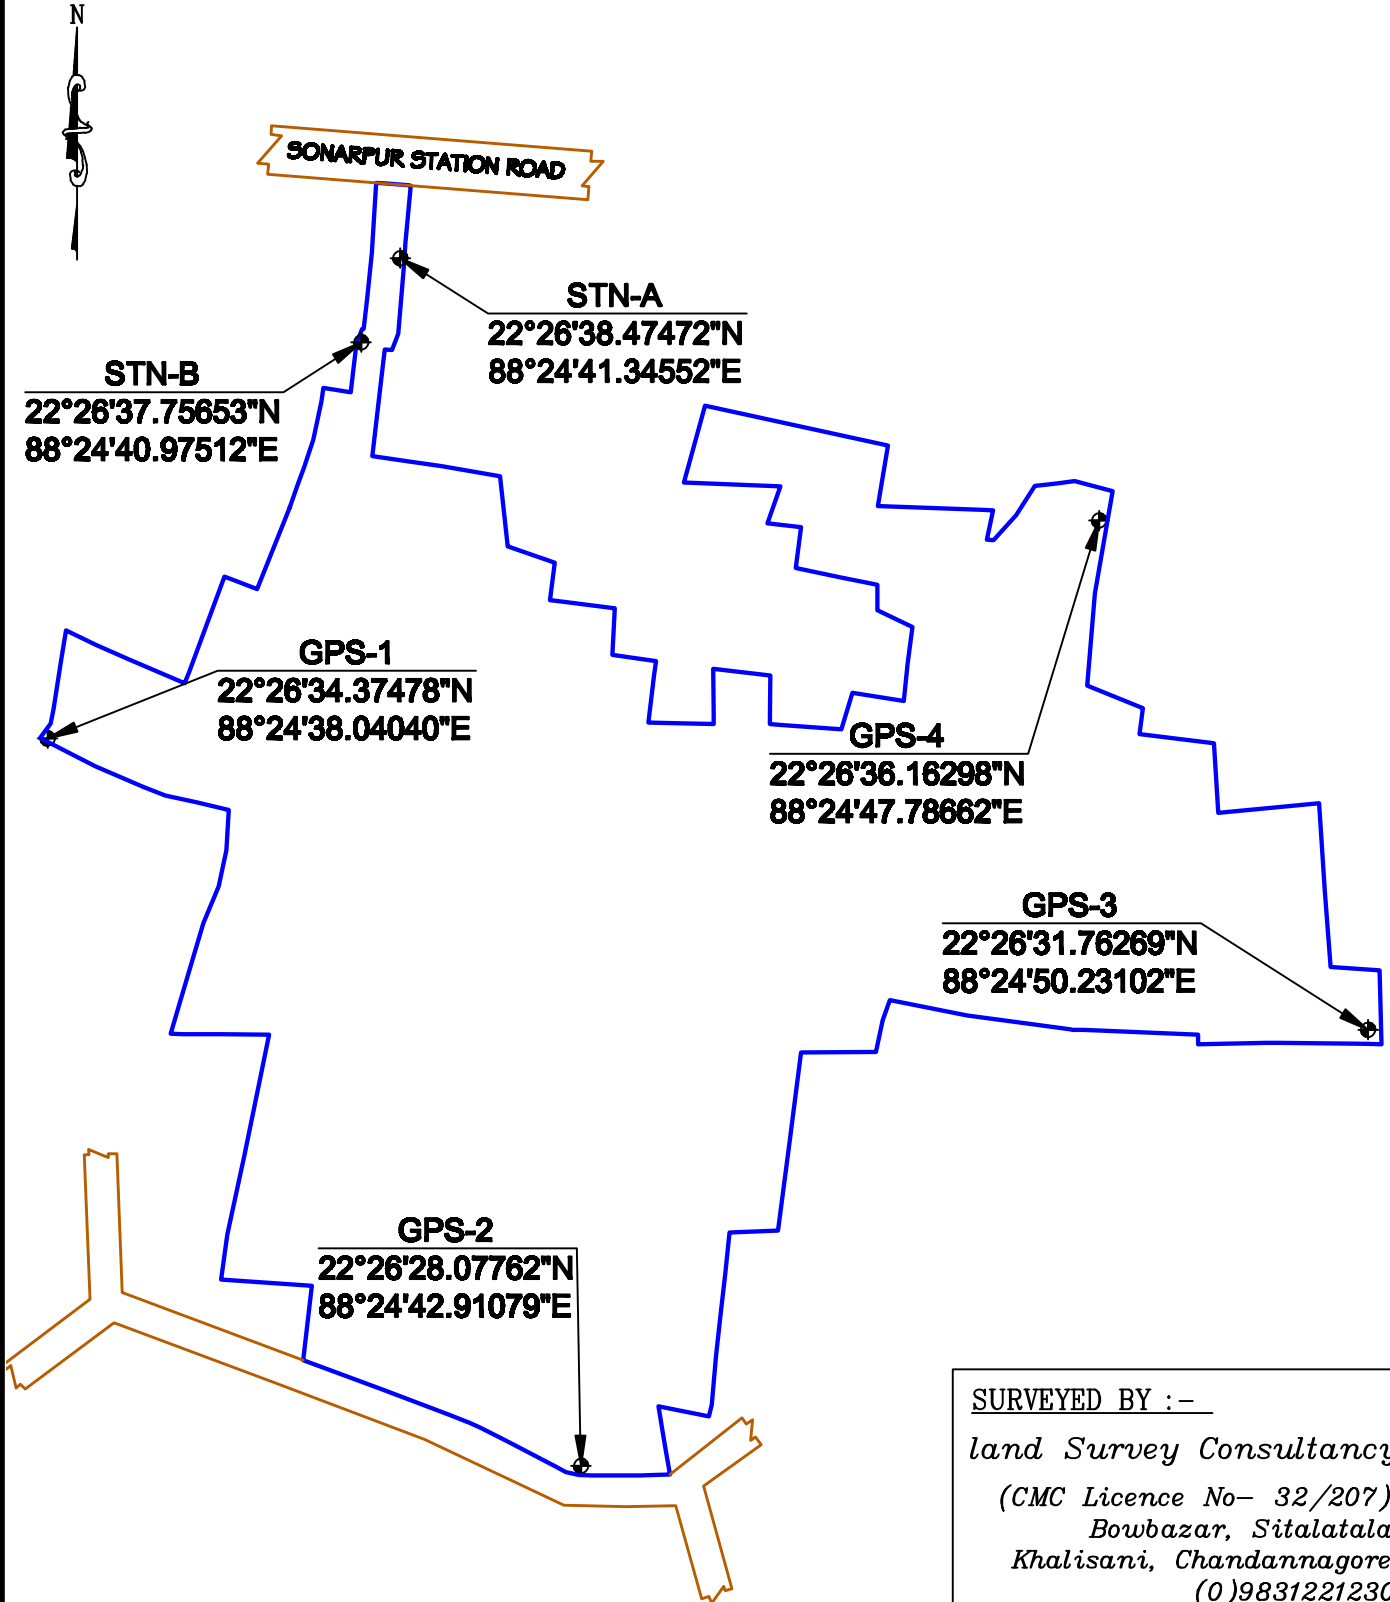 N
SONARPUR STATION ROAD
STN-A
22°26'38.47472"N
88°24'41.34552"E
STN-B
22°26'37.75653"N
88°24'40.97512"E
GPS-1
22°26'34.37478"N
88°24'38.04040"E
GPS-4
22°26'36.16298"N
88°24'47.78662"E
GPS-3
22°26'31.76269"N
88°24'50.23102"E
GPS-2
22°26'28.07762"N
88°24'42.91079"E
SURVEYED BY :-
land Survey Consultancy
(CMC Licence No- 32/207)
Bowbazar, Sitalatala
Khalisani, Chandannagore
(0)9831221230